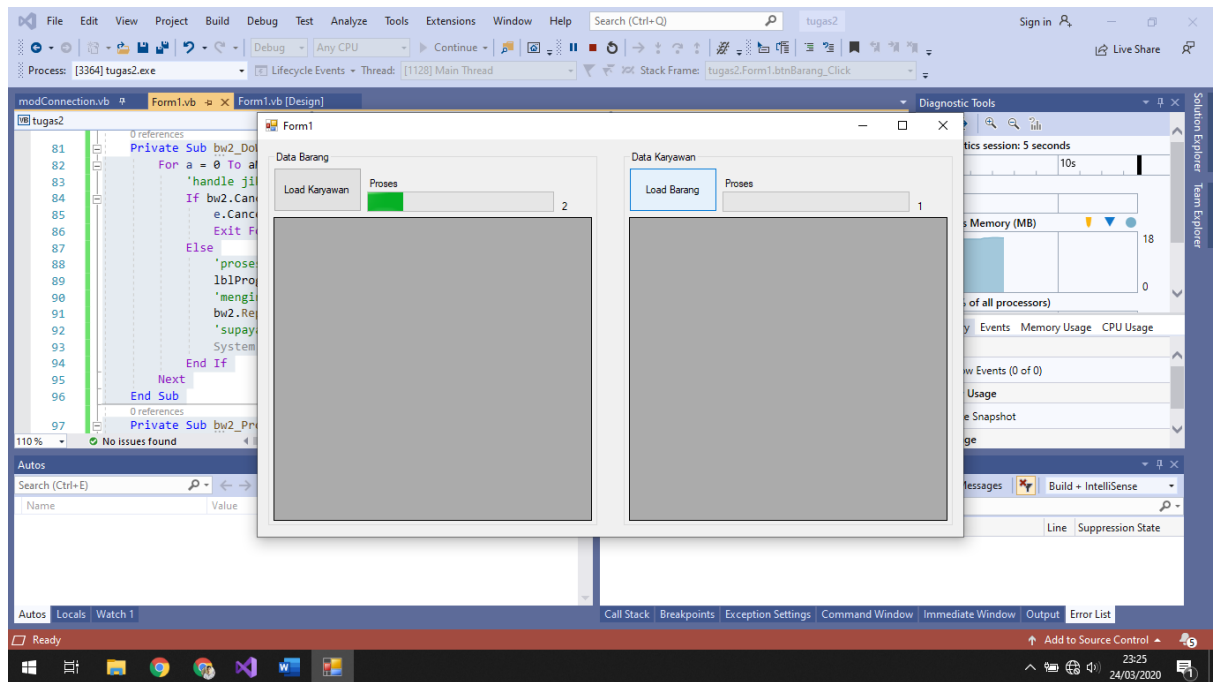 File Edit View Project Build Debug Test Analyze Tools Extensions Window Help Search (Ctrl+Q) tugas2 Sign in
Debug Any CPU Continue Live Share
Process: [3364] tugas2.exe Lifecycle Events Thread: [1128] Main Thread Stack Frame: tugas2.Form1.btnBarang_Click
modConnection.vb Form1.vb Form1.vb [Design]
VB tugas2
0 references
81 Private Sub bw2_Do
82 For a = 0 To
83 'handle
84 If bw2.Can
85 e.Canc
86 Exit
87 Else
88 'prose
89 lblPro
90 'mengi
91 bw2.Re
92 'supay
93 System
94 End If
95 Next
96 End Sub
0 references
97 Private Sub bw2_Pr
110 % No issues found
Form1
Data Barang
Load Karyawan
Proses
2
Data Karyawan
Load Barang
Proses
1
Diagnostic Tools
tics session: 5 seconds
10s
s Memory (MB)
18
0
of all processors)
y Events Memory Usage CPU Usage
w Events (0 of 0)
Usage
e Snapshot
ge
Solution Explorer
Team Explorer
Autos
Search (Ctrl+E)
Name Value
Messages Build + IntelliSense
Line Suppression State
Autos Locals Watch 1
Call Stack Breakpoints Exception Settings Command Window Immediate Window Output Error List
Ready Add to Source Control
23:25
24/03/2020